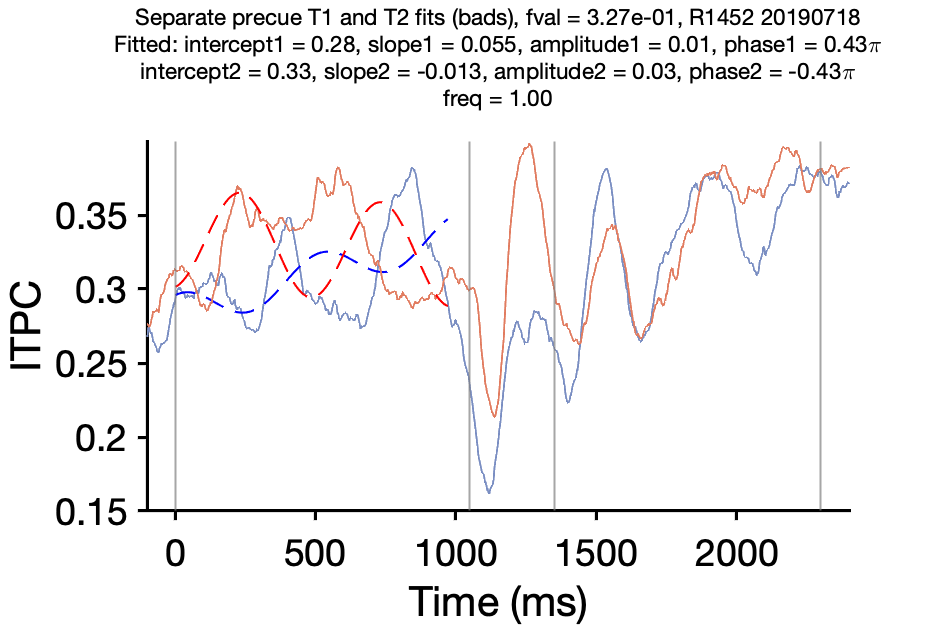 Separate precue T1 and T2 fits (bads), fval = 3.27e-01, R1452 20190718
Fitted: intercept1 = 0.28, slope1 = 0.055, amplitude1 = 0.01, phase1 = 0.43π
intercept2 = 0.33, slope2 = -0.013, amplitude2 = 0.03, phase2 = -0.43π
freq = 1.00
0.35
0.3
0.25
0.2
0.15
ITPC
0 500 1000 1500 2000
Time (ms)